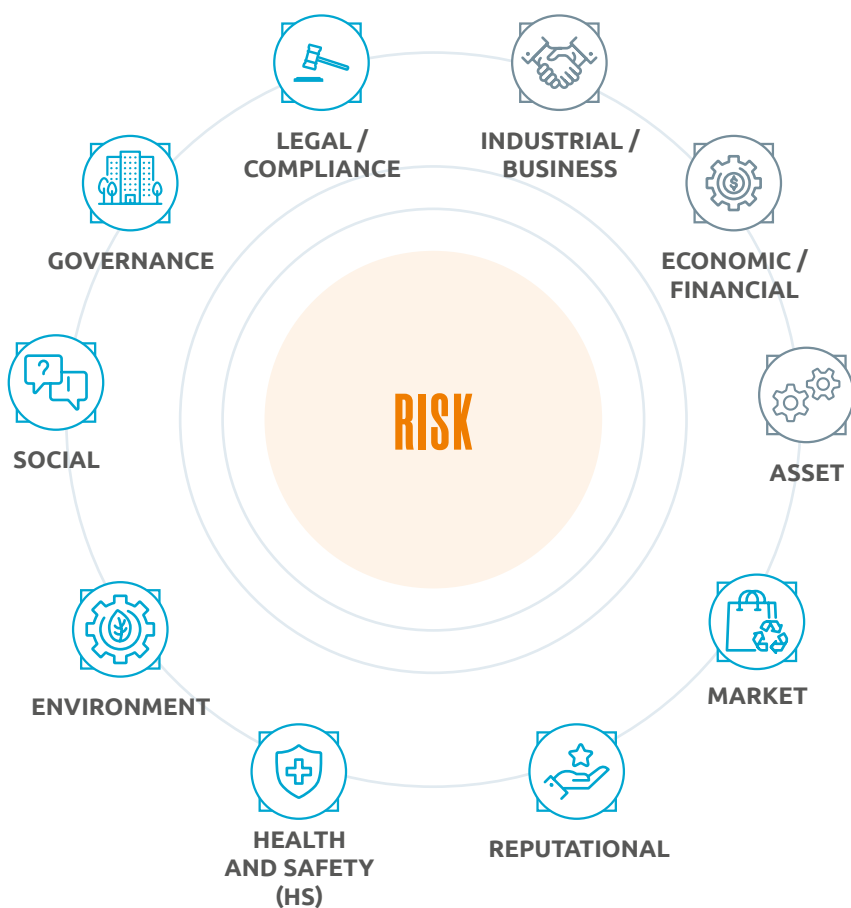 LEGAL /
COMPLIANCE
INDUSTRIAL /
BUSINESS
GOVERNANCE
ECONOMIC /
FINANCIAL
$
?
!
SOCIAL
RISK
ASSET
ENVIRONMENT
MARKET
HEALTH
AND SAFETY
(HS)
REPUTATIONAL